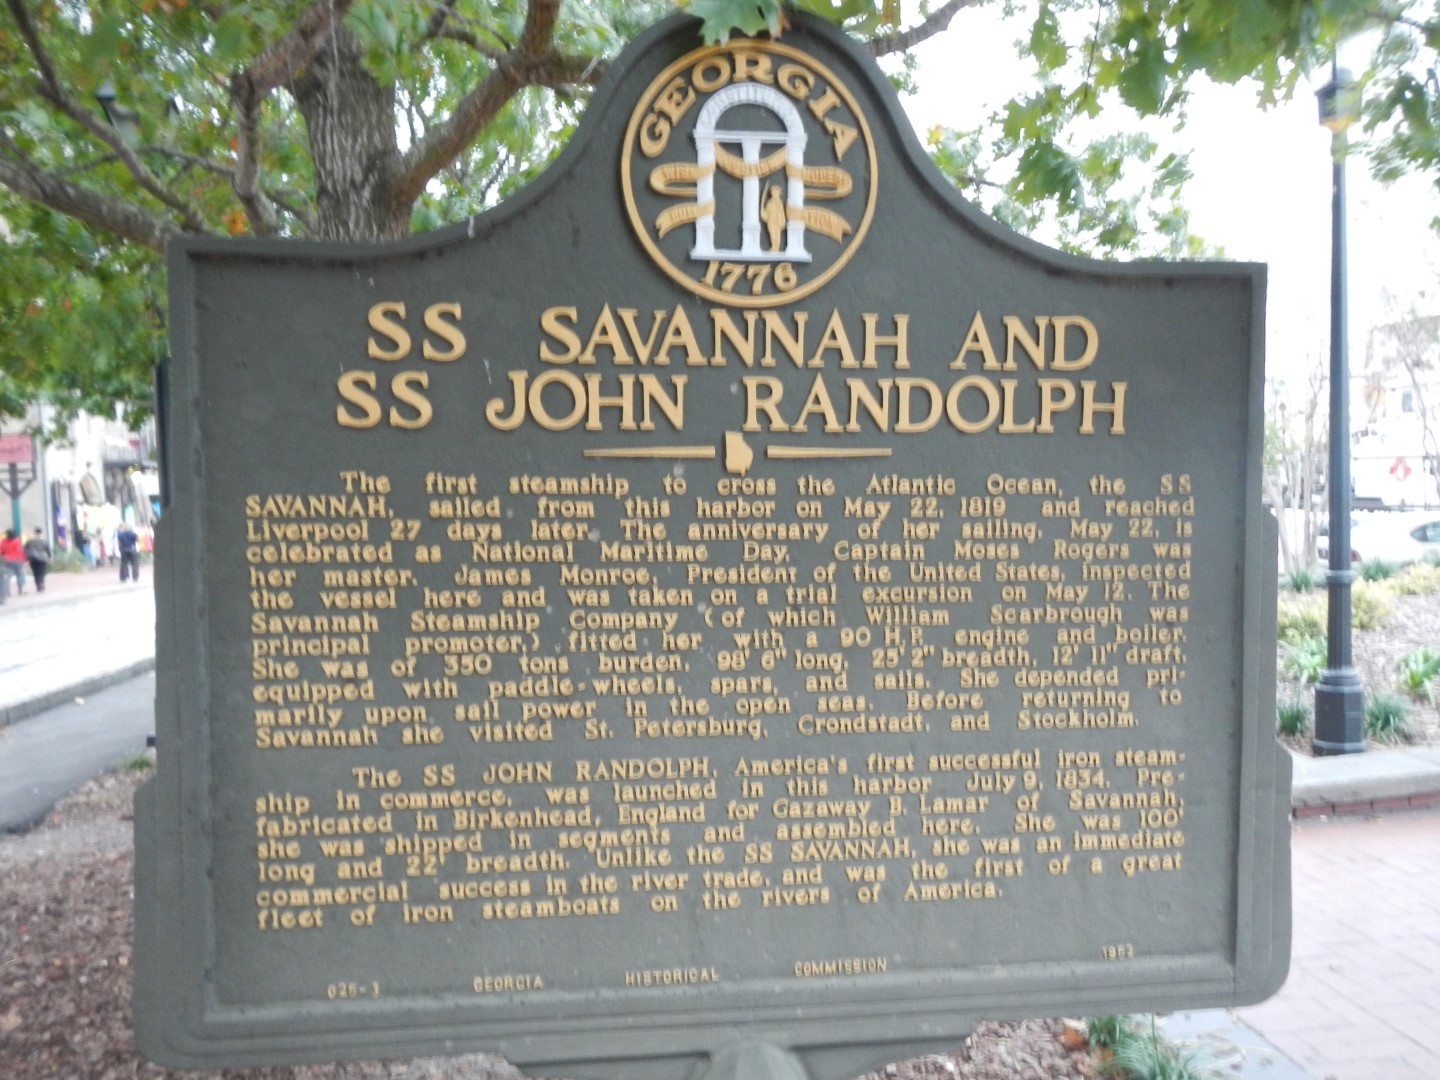 GEORGIA
WISDOM JUSTICE MODERATION
1776
SS SAVANNAH AND
SS JOHN RANDOLPH
The first steamship to cross the Atlantic Ocean, the SS
SAVANNAH, sailed from this harbor on May 22, 1819 and reached
Liverpool 27 days later. The anniversary of her sailing, May 22, is
celebrated as National Maritime Day. Captain Moses Rogers was
her master. James Monroe, President of the United States, inspected
the vessel here and was taken on a trial excursion on May 12. The
Savannah Steamship Company (of which William Scarbrough was
principal promoter,) fitted her with a 90 H.P. engine and boiler.
She was of 350 tons burden, 98' 6" long, 25' 2" breadth, 12' 11" draft,
equipped with paddle-wheels, spars, and sails. She depended pri-
marily upon sail power in the open seas. Before returning to
Savannah she visited St. Petersburg, Crondstadt, and Stockholm.
The SS JOHN RANDOLPH, America's first successful iron steam-
ship in commerce, was launched in this harbor July 9, 1834. Pre-
fabricated in Birkenhead, England for Gazaway B. Lamar of Savannah,
she was shipped in segments and assembled here. She was 100'
long and 22' breadth. Unlike the SS SAVANNAH, she was an immediate
commercial success in the river trade, and was the first of a great
fleet of iron steamboats on the rivers of America.
025-3 GEORGIA HISTORICAL COMMISSION 1952